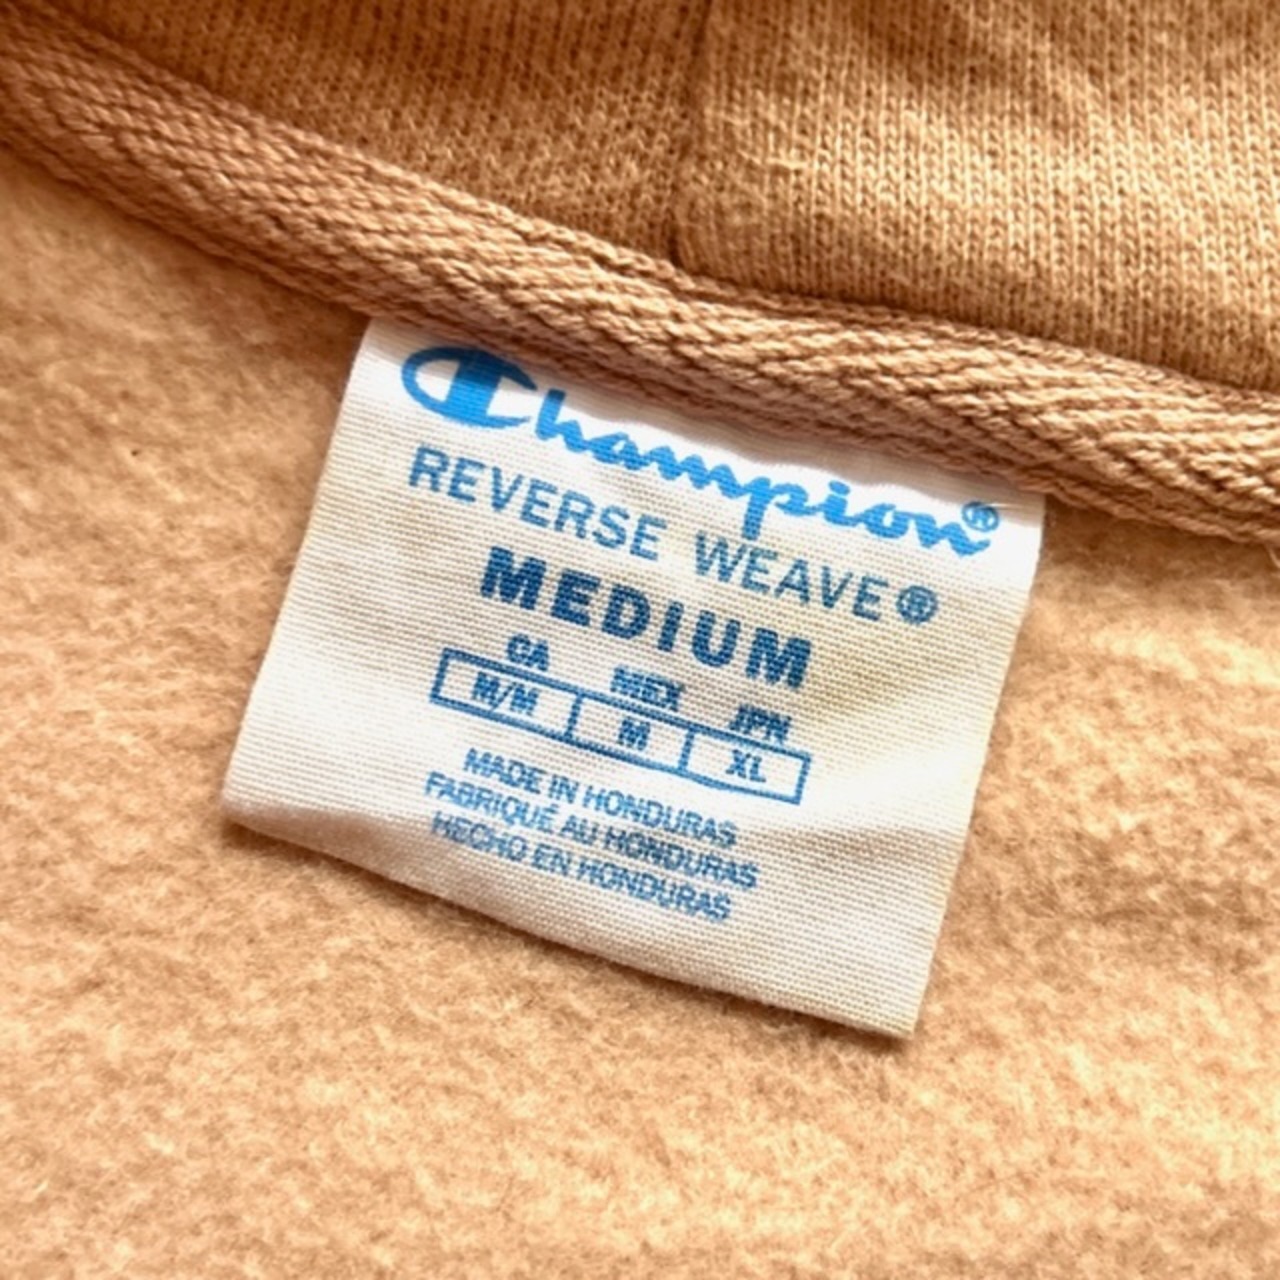 Champion®
REVERSE WEAVE®
MEDIUM
CA MEX JPN
M/M M XL
MADE IN HONDURAS
FABRIQUÉ AU HONDURAS
HECHO EN HONDURAS